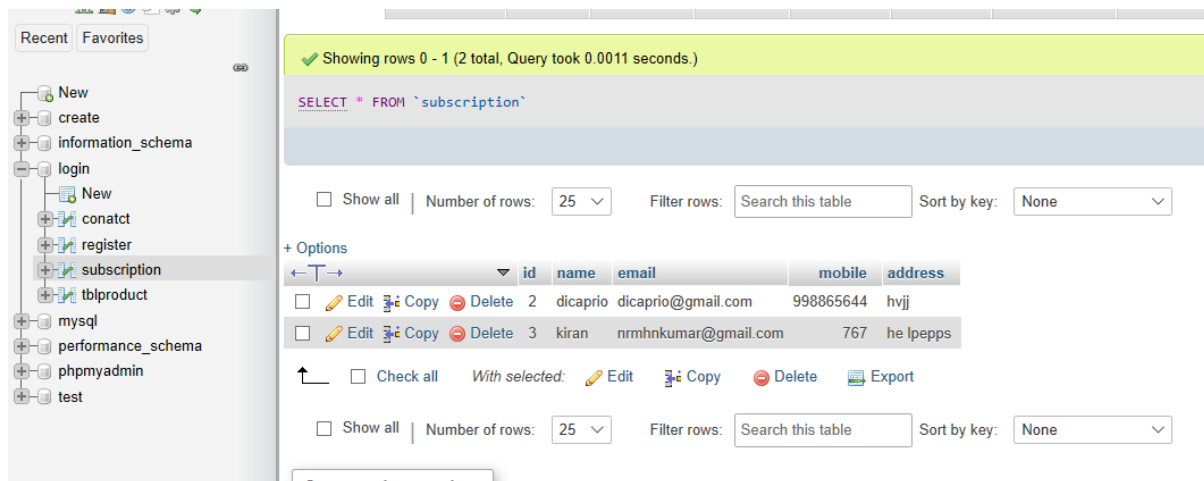 Recent Favorites
New
create
information_schema
login
New
conatct
register
subscription
tblproduct
mysql
performance_schema
phpmyadmin
test
Showing rows 0 - 1 (2 total, Query took 0.0011 seconds.)
SELECT * FROM `subscription`
Show all | Number of rows: 25 Filter rows: Search this table Sort by key: None
+ Options
←T→ ▼ id name email mobile address
Edit Copy Delete 2 dicaprio dicaprio@gmail.com 998865644 hvjj
Edit Copy Delete 3 kiran nrmhnkumar@gmail.com 767 he lpepps
Check all With selected: Edit Copy Delete Export
Show all | Number of rows: 25 Filter rows: Search this table Sort by key: None